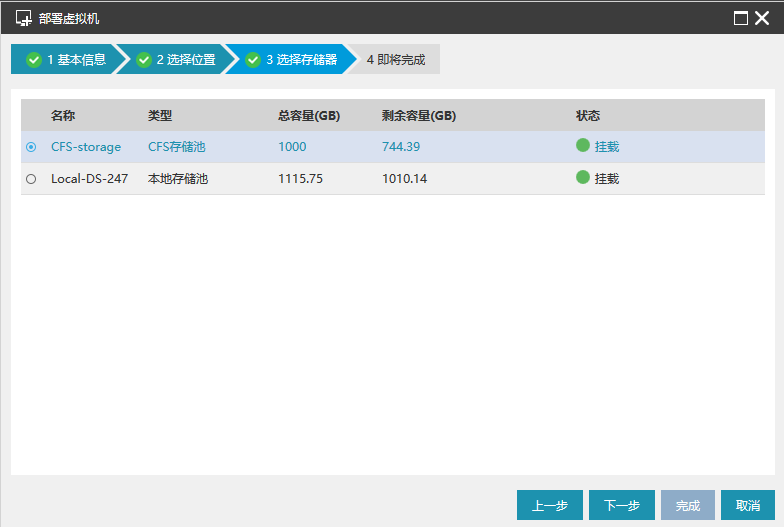 部署虚拟机
1 基本信息 2 选择位置 3 选择存储器 4 即将完成
名称 类型 总容量(GB) 剩余容量(GB) 状态
CFS-storage CFS存储池 1000 744.39 挂载
Local-DS-247 本地存储池 1115.75 1010.14 挂载
上一步 下一步 完成 取消